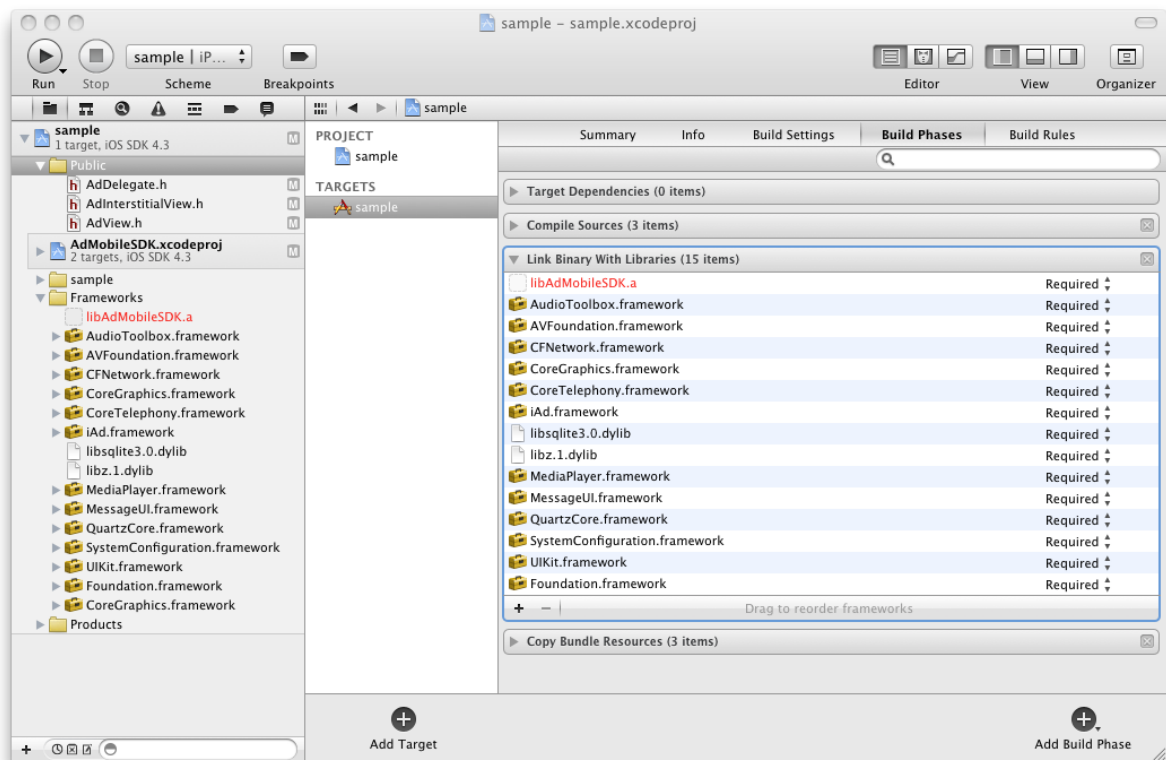 sample – sample.xcodeproj
sample | iP...
Run
Stop
Scheme
Breakpoints
Editor
View
Organizer
sample
sample
1 target, iOS SDK 4.3
M
Public
AdDelegate.h
M
AdInterstitialView.h
M
AdView.h
M
AdMobileSDK.xcodeproj
2 targets, iOS SDK 4.3
M
sample
Frameworks
libAdMobileSDK.a
AudioToolbox.framework
AVFoundation.framework
CFNetwork.framework
CoreGraphics.framework
CoreTelephony.framework
iAd.framework
libsqlite3.0.dylib
libz.1.dylib
MediaPlayer.framework
MessageUI.framework
QuartzCore.framework
SystemConfiguration.framework
UIKit.framework
Foundation.framework
CoreGraphics.framework
Products
PROJECT
sample
TARGETS
sample
Summary
Info
Build Settings
Build Phases
Build Rules
Target Dependencies (0 items)
Compile Sources (3 items)
Link Binary With Libraries (15 items)
libAdMobileSDK.a Required
AudioToolbox.framework Required
AVFoundation.framework Required
CFNetwork.framework Required
CoreGraphics.framework Required
CoreTelephony.framework Required
iAd.framework Required
libsqlite3.0.dylib Required
libz.1.dylib Required
MediaPlayer.framework Required
MessageUI.framework Required
QuartzCore.framework Required
SystemConfiguration.framework Required
UIKit.framework Required
Foundation.framework Required
Drag to reorder frameworks
Copy Bundle Resources (3 items)
Add Target
Add Build Phase